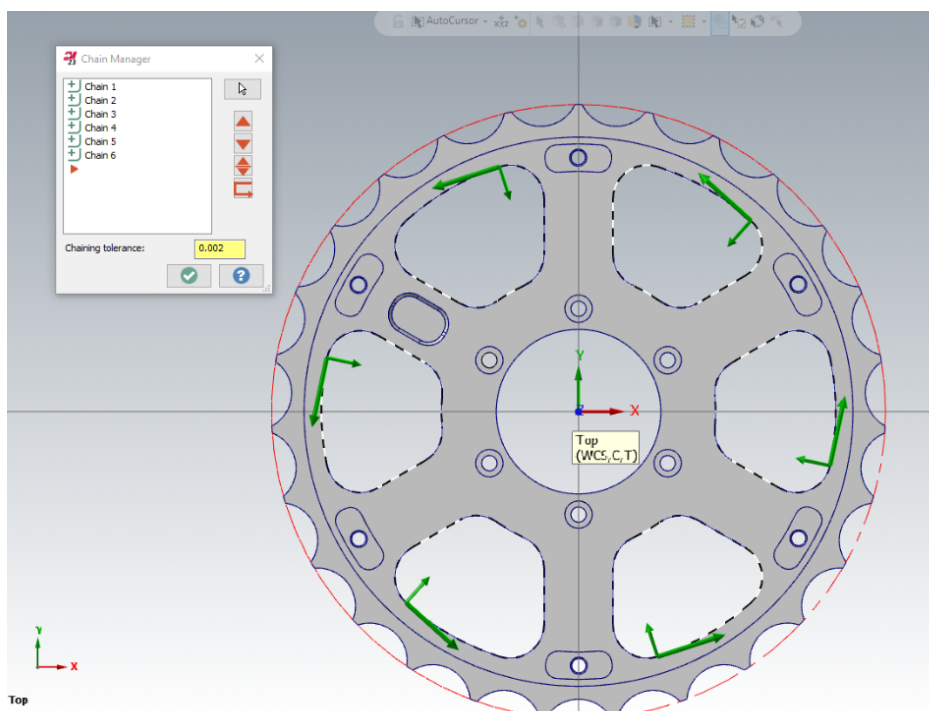 AutoCursor
Chain Manager
Chain 1
Chain 2
Chain 3
Chain 4
Chain 5
Chain 6
Chaining tolerance: 0.002
Y
X
Top
(WCS,C,T)
Y
X
Top